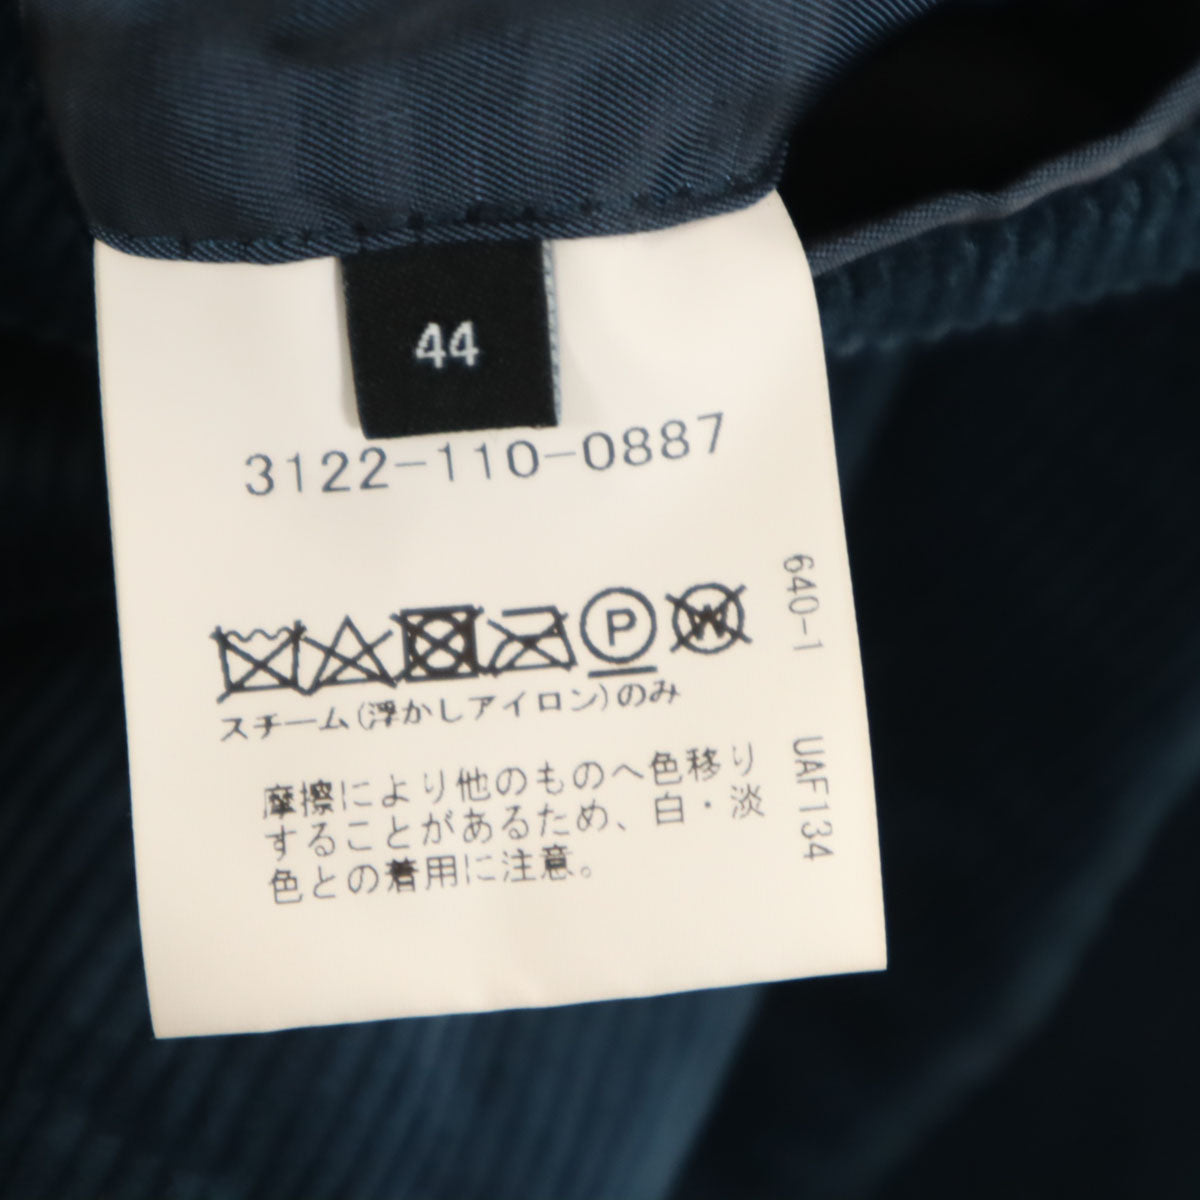 44
3122-110-0887
P
W
スチーム(浮かしアイロン)のみ
摩擦により他のものへ色移り
することがあるため、白・淡
色との着用に注意。
640-1 UAF134